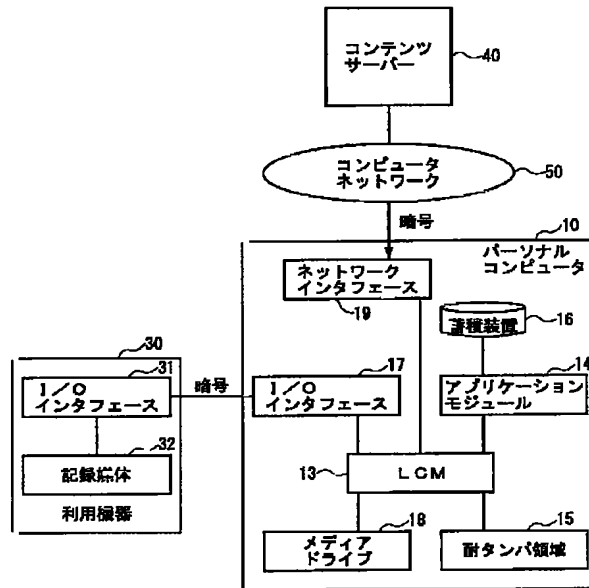 コンテンツ
サーバー
40
コンピュータ
ネットワーク
50
暗号
10
パーソナル
コンピュータ
ネットワーク
インタフェース
19
蓄積装置
16
30
31
I/O
インタフェース
暗号
17
I/O
インタフェース
14
アプリケーション
モジュール
32
記録媒体
利用機器
13
LCM
18
メディア
ドライブ
15
耐タンパ領域